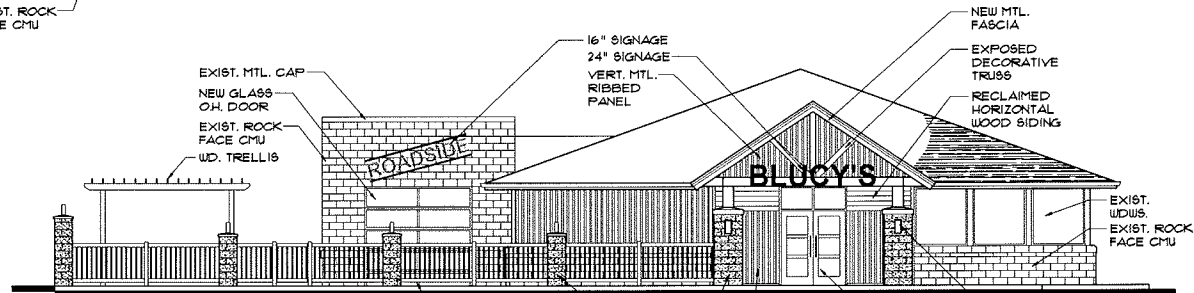 ST. ROCK
E CMU
EXIST. MTL. CAP
NEW GLASS
O.H. DOOR
EXIST. ROCK
FACE CMU
WD. TRELLIS
16" SIGNAGE
24" SIGNAGE
VERT. MTL.
RIBBED
PANEL
NEW MTL.
FASCIA
EXPOSED
DECORATIVE
TRUSS
RECLAIMED
HORIZONTAL
WOOD SIDING
ROADSIDE
BLUCY'S
EXIST.
WDWS.
EXIST. ROCK
FACE CMU